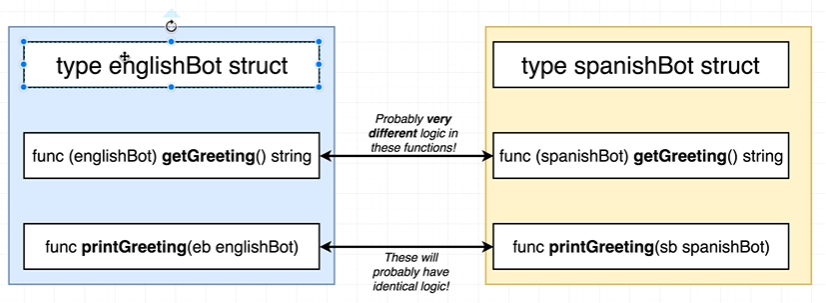 type englishBot struct
type spanishBot struct
Probably very
different logic in
these functions!
func (englishBot) getGreeting() string
func (spanishBot) getGreeting() string
func printGreeting(eb englishBot)
func printGreeting(sb spanishBot)
These will
probably have
identical logic!